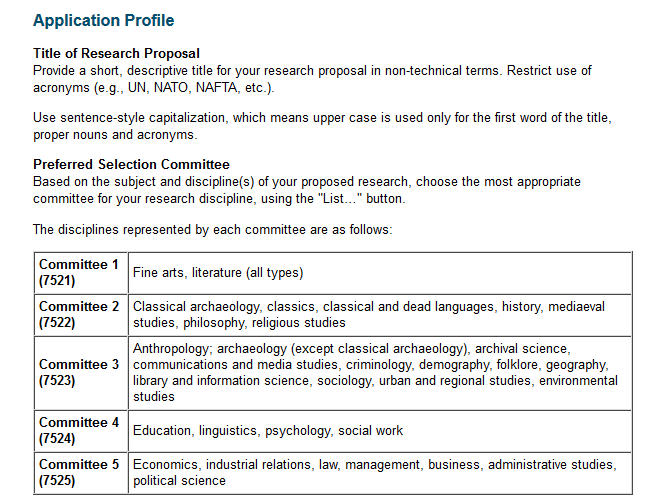 Application Profile
Title of Research Proposal
Provide a short, descriptive title for your research proposal in non-technical terms. Restrict use of
acronyms (e.g., UN, NATO, NAFTA, etc.).
Use sentence-style capitalization, which means upper case is used only for the first word of the title,
proper nouns and acronyms.
Preferred Selection Committee
Based on the subject and discipline(s) of your proposed research, choose the most appropriate
committee for your research discipline, using the "List..." button.
The disciplines represented by each committee are as follows:
Committee 1
(7521)
Fine arts, literature (all types)
Committee 2
(7522)
Classical archaeology, classics, classical and dead languages, history, mediaeval
studies, philosophy, religious studies
Committee 3
(7523)
Anthropology; archaeology (except classical archaeology), archival science,
communications and media studies, criminology, demography, folklore, geography,
library and information science, sociology, urban and regional studies, environmental
studies
Committee 4
(7524)
Education, linguistics, psychology, social work
Committee 5
(7525)
Economics, industrial relations, law, management, business, administrative studies,
political science